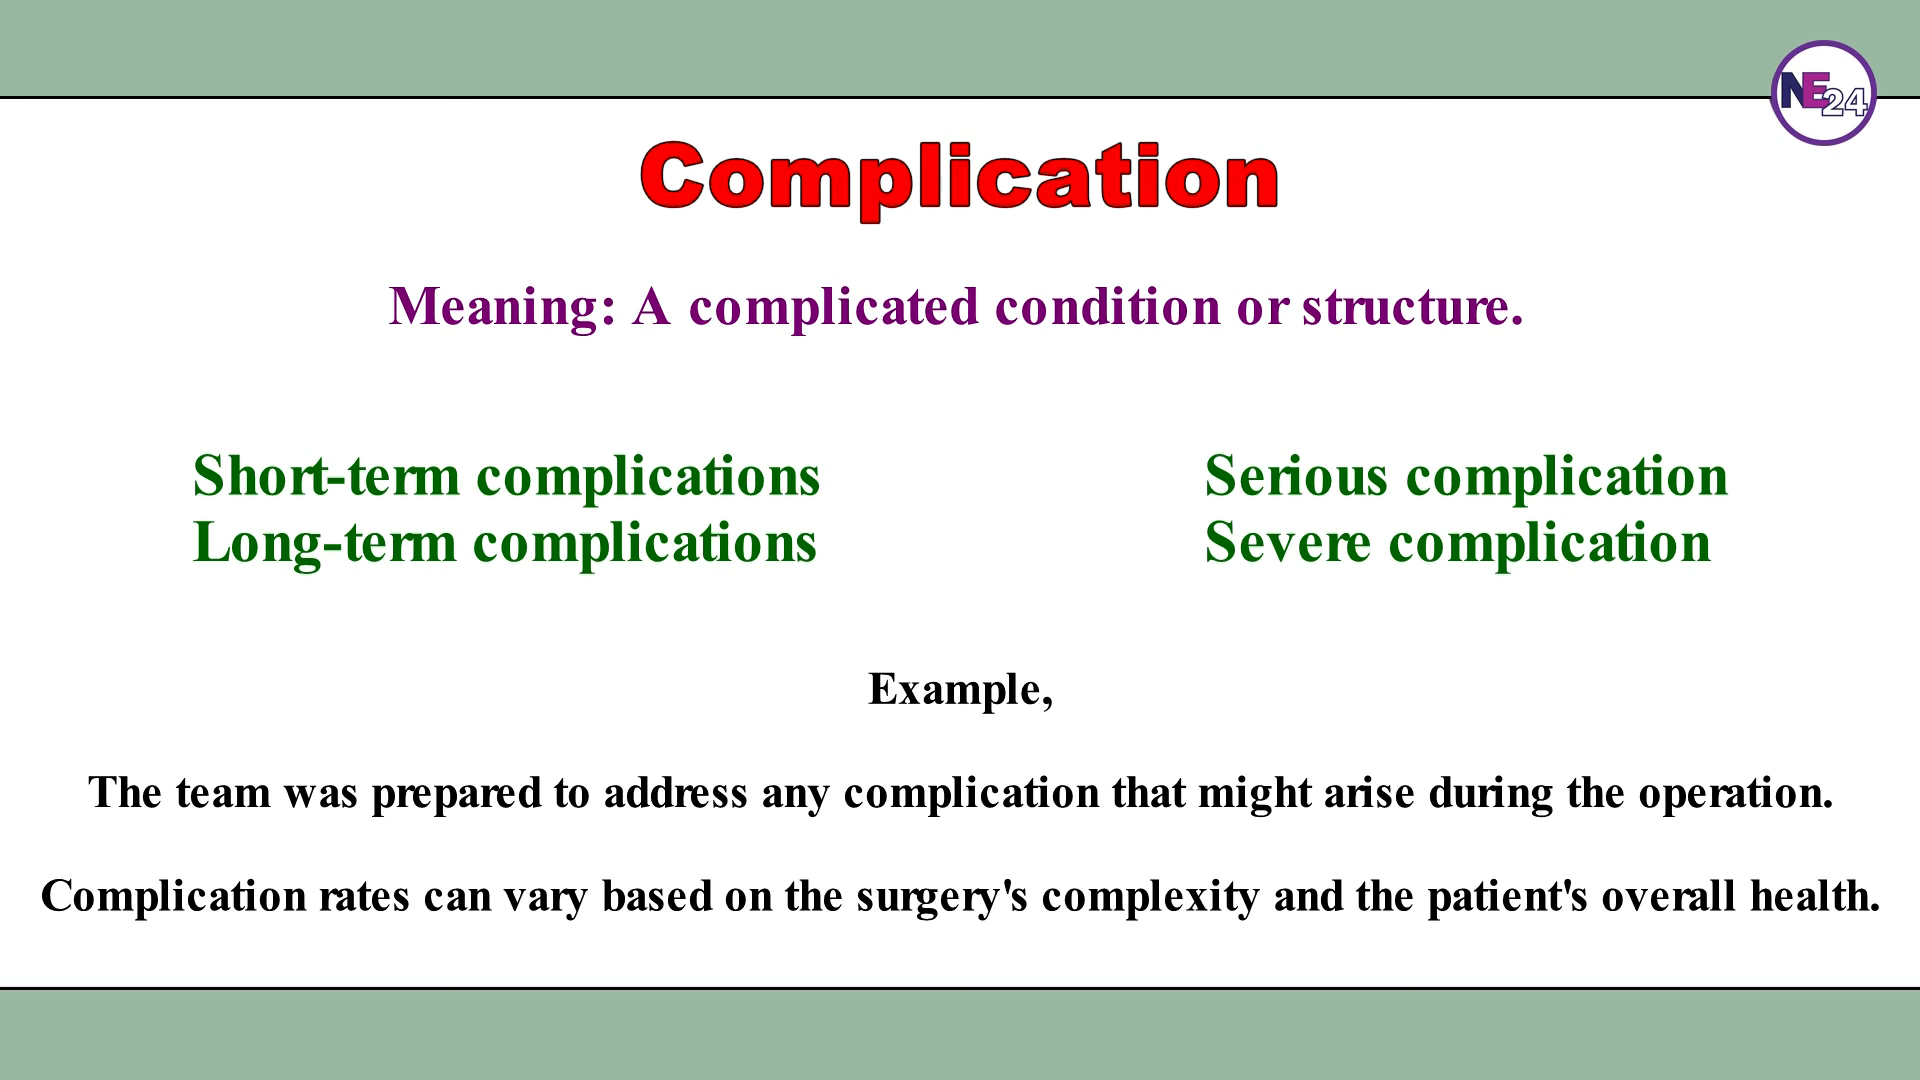 NE24
Complication
Meaning: A complicated condition or structure.
Short-term complications
Long-term complications
Serious complication
Severe complication
Example,
The team was prepared to address any complication that might arise during the operation.
Complication rates can vary based on the surgery's complexity and the patient's overall health.